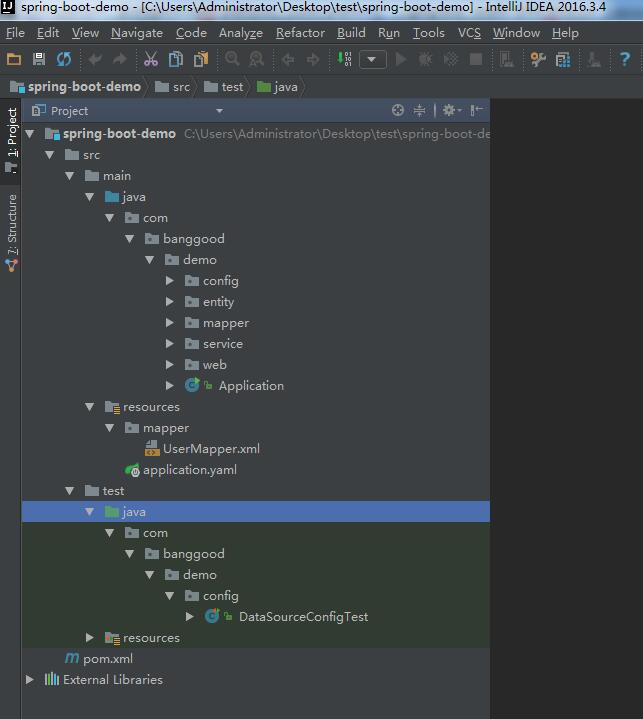 spring-boot-demo - [C:\Users\Administrator\Desktop\test\spring-boot-demo] - IntelliJ IDEA 2016.3.4
File Edit View Navigate Code Analyze Refactor Build Run Tools VCS Window Help
spring-boot-demo src test java
Project
1: Project
7: Structure
spring-boot-demo C:\Users\Administrator\Desktop\test\spring-boot-de
src
main
java
com
banggood
demo
config
entity
mapper
service
web
Application
resources
mapper
UserMapper.xml
application.yaml
test
java
com
banggood
demo
config
DataSourceConfigTest
resources
pom.xml
External Libraries